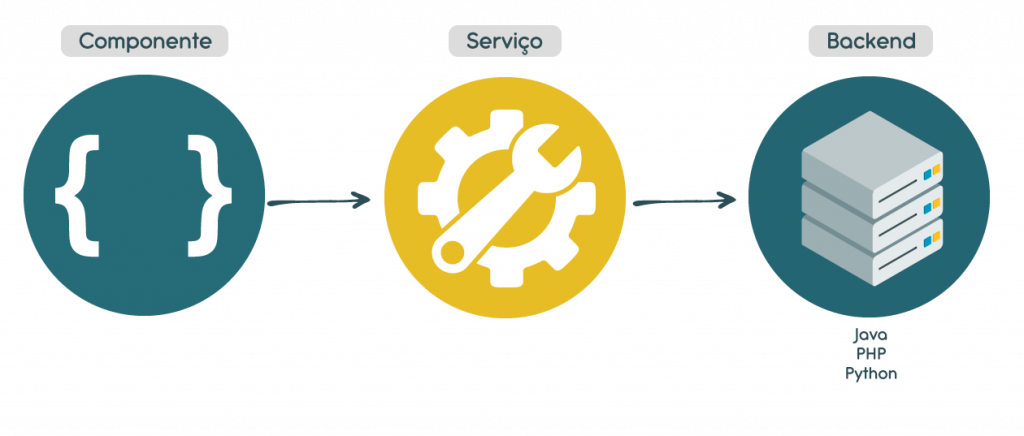 Componente
Serviço
Backend
Java
PHP
Python